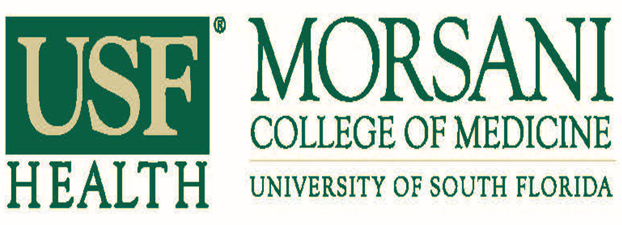 USF®
HEALTH
MORSANI
COLLEGE OF MEDICINE
UNIVERSITY OF SOUTH FLORIDA